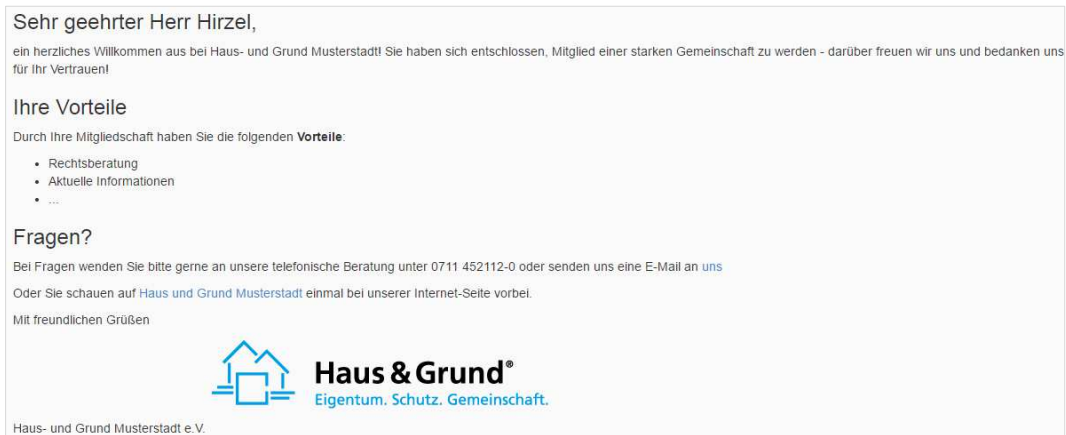 Sehr geehrter Herr Hirzel,
ein herzliches Willkommen aus bei Haus- und Grund Musterstadt! Sie haben sich entschlossen, Mitglied einer starken Gemeinschaft zu werden - darüber freuen wir uns und bedanken uns
für Ihr Vertrauen!
Ihre Vorteile
Durch Ihre Mitgliedschaft haben Sie die folgenden Vorteile:
• Rechtsberatung
• Aktuelle Informationen
• ...
Fragen?
Bei Fragen wenden Sie bitte gerne an unsere telefonische Beratung unter 0711 452112-0 oder senden uns eine E-Mail an uns
Oder Sie schauen auf Haus und Grund Musterstadt einmal bei unserer Internet-Seite vorbei.
Mit freundlichen Grüßen
Haus & Grund®
Eigentum. Schutz. Gemeinschaft.
Haus- und Grund Musterstadt e.V.